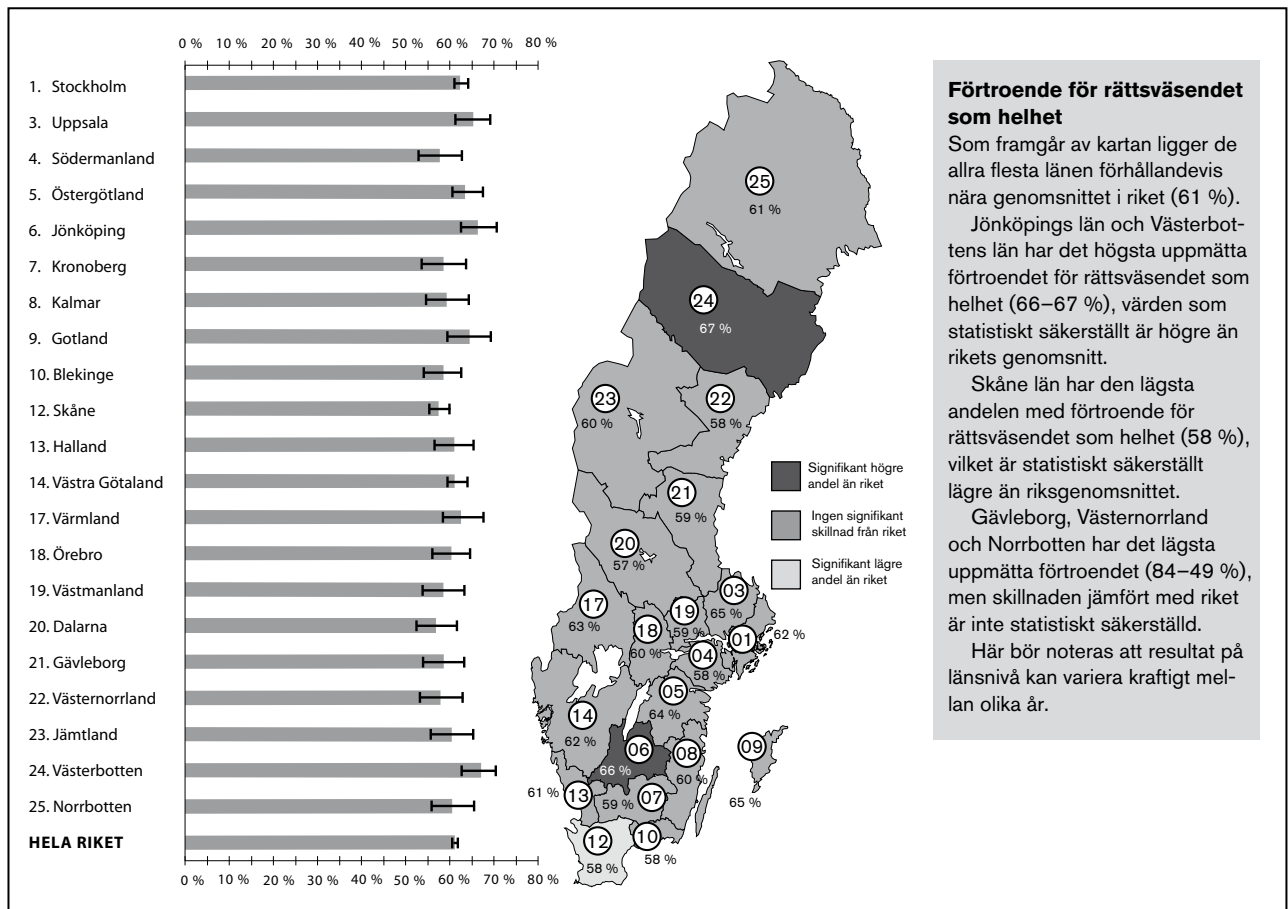 0 % 10 % 20 % 30 % 40 % 50 % 60 % 70 % 80 %
1. Stockholm
3. Uppsala
4. Södermanland
5. Östergötland
6. Jönköping
7. Kronoberg
8. Kalmar
9. Gotland
10. Blekinge
12. Skåne
13. Halland
14. Västra Götaland
17. Värmland
18. Örebro
19. Västmanland
20. Dalarna
21. Gävleborg
22. Västernorrland
23. Jämtland
24. Västerbotten
25. Norrbotten
HELA RIKET
0 % 10 % 20 % 30 % 40 % 50 % 60 % 70 % 80 %
25
61 %
24
67 %
23
60 %
22
58 %
21
59 %
20
57 %
03
65 %
17
63 %
19
59 %
18
60 %
01
62 %
04
58 %
05
64 %
14
62 %
06
66 %
08
60 %
09
65 %
13
61 %
07
59 %
10
58 %
12
58 %
Signifikant högre
andel än riket
Ingen signifikant
skillnad från riket
Signifikant lägre
andel än riket
Förtroende för rättsväsendet
som helhet
Som framgår av kartan ligger de
allra flesta länen förhållandevis
nära genomsnittet i riket (61 %).
Jönköpings län och Västerbot-
tens län har det högsta uppmätta
förtroendet för rättsväsendet som
helhet (66–67 %), värden som
statistiskt säkerställt är högre än
rikets genomsnitt.
Skåne län har den lägsta
andelen med förtroende för
rättsväsendet som helhet (58 %),
vilket är statistiskt säkerställt
lägre än riksgenomsnittet.
Gävleborg, Västernorrland
och Norrbotten har det lägsta
uppmätta förtroendet (84–49 %),
men skillnaden jämfört med riket
är inte statistiskt säkerställd.
Här bör noteras att resultat på
länsnivå kan variera kraftigt mel-
lan olika år.